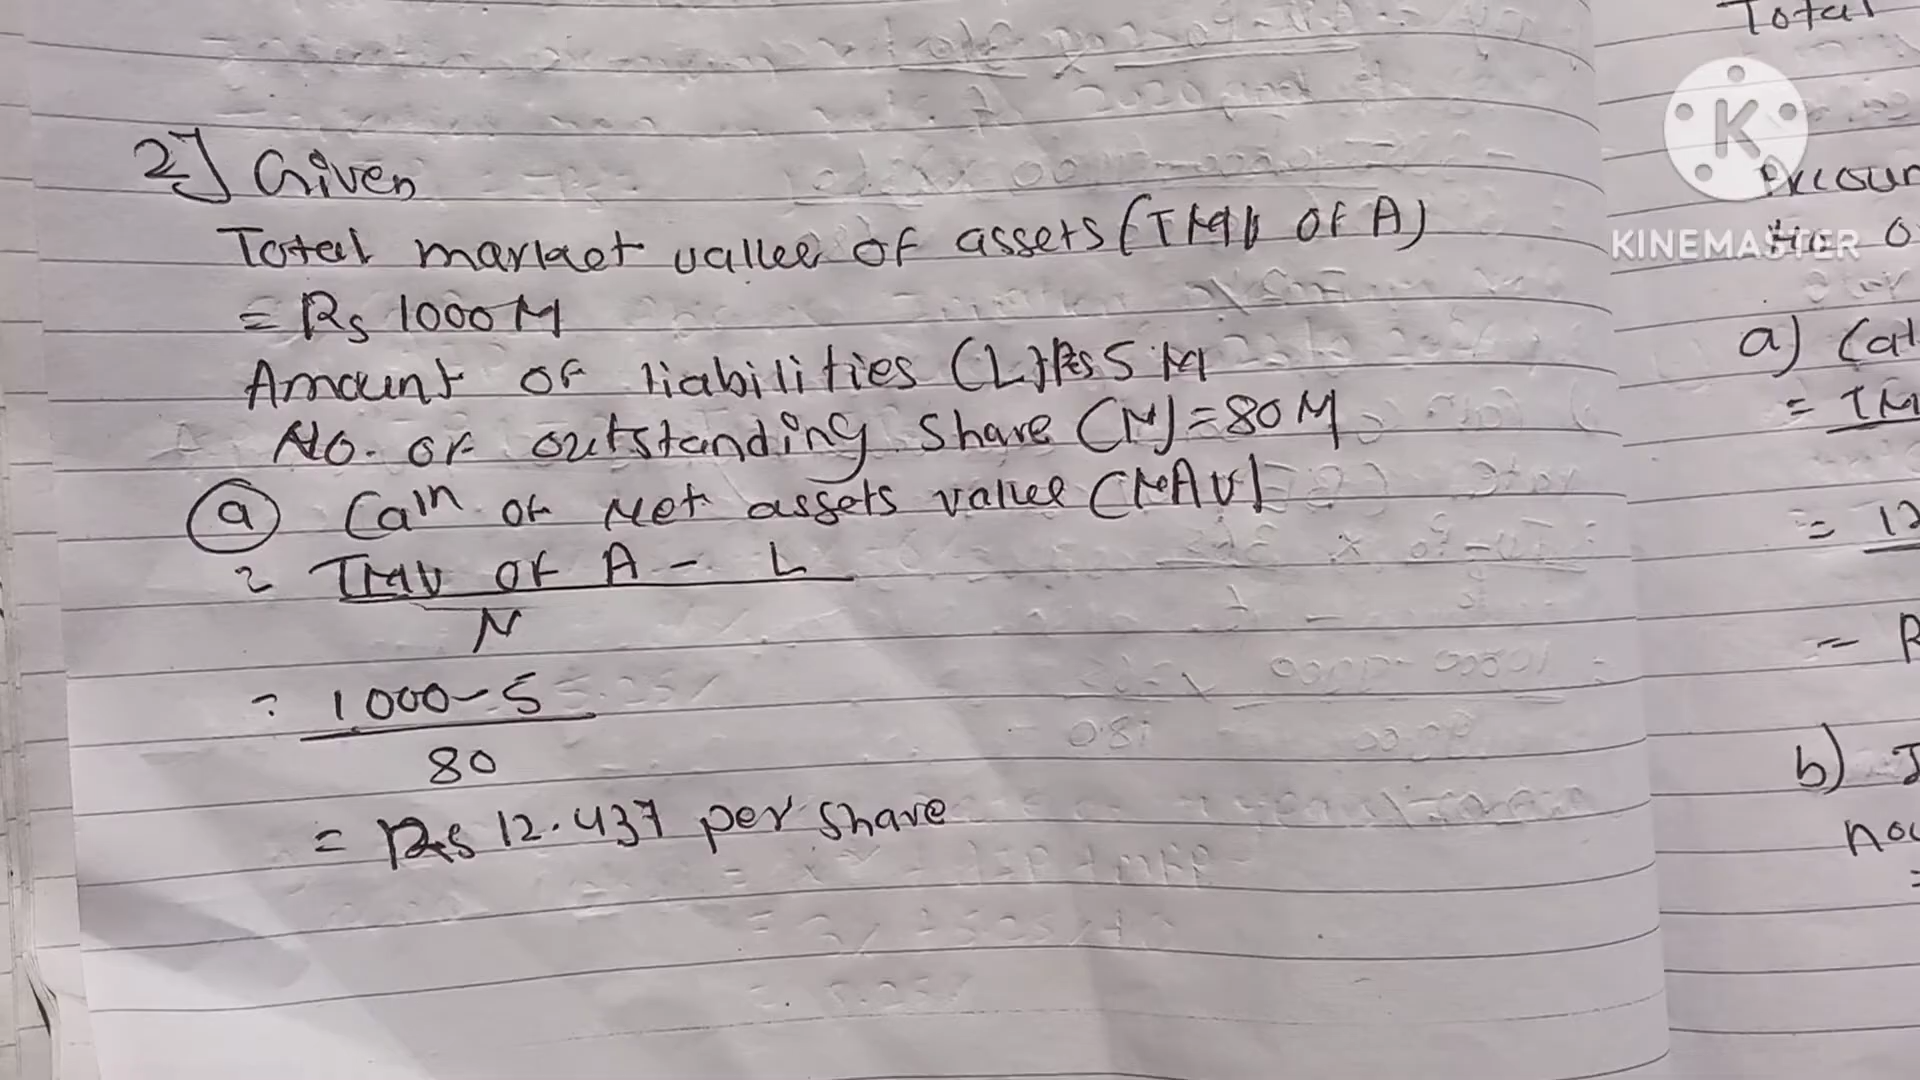 2] Given
Total market vallee of assets (TMV OF A)
= Rs 1000 M
Amount of liabilities (L) Rs 5 M
No. of outstanding Share (N) = 80 M
(a) Caln of Net assets value (NAV)
= TMV OF A - L
N
= 1000 - 5
80
= Rs 12.437 per share
Total
K
KINEMASTER
a) Cal
= TM
= 12
= R
b)
nou
=